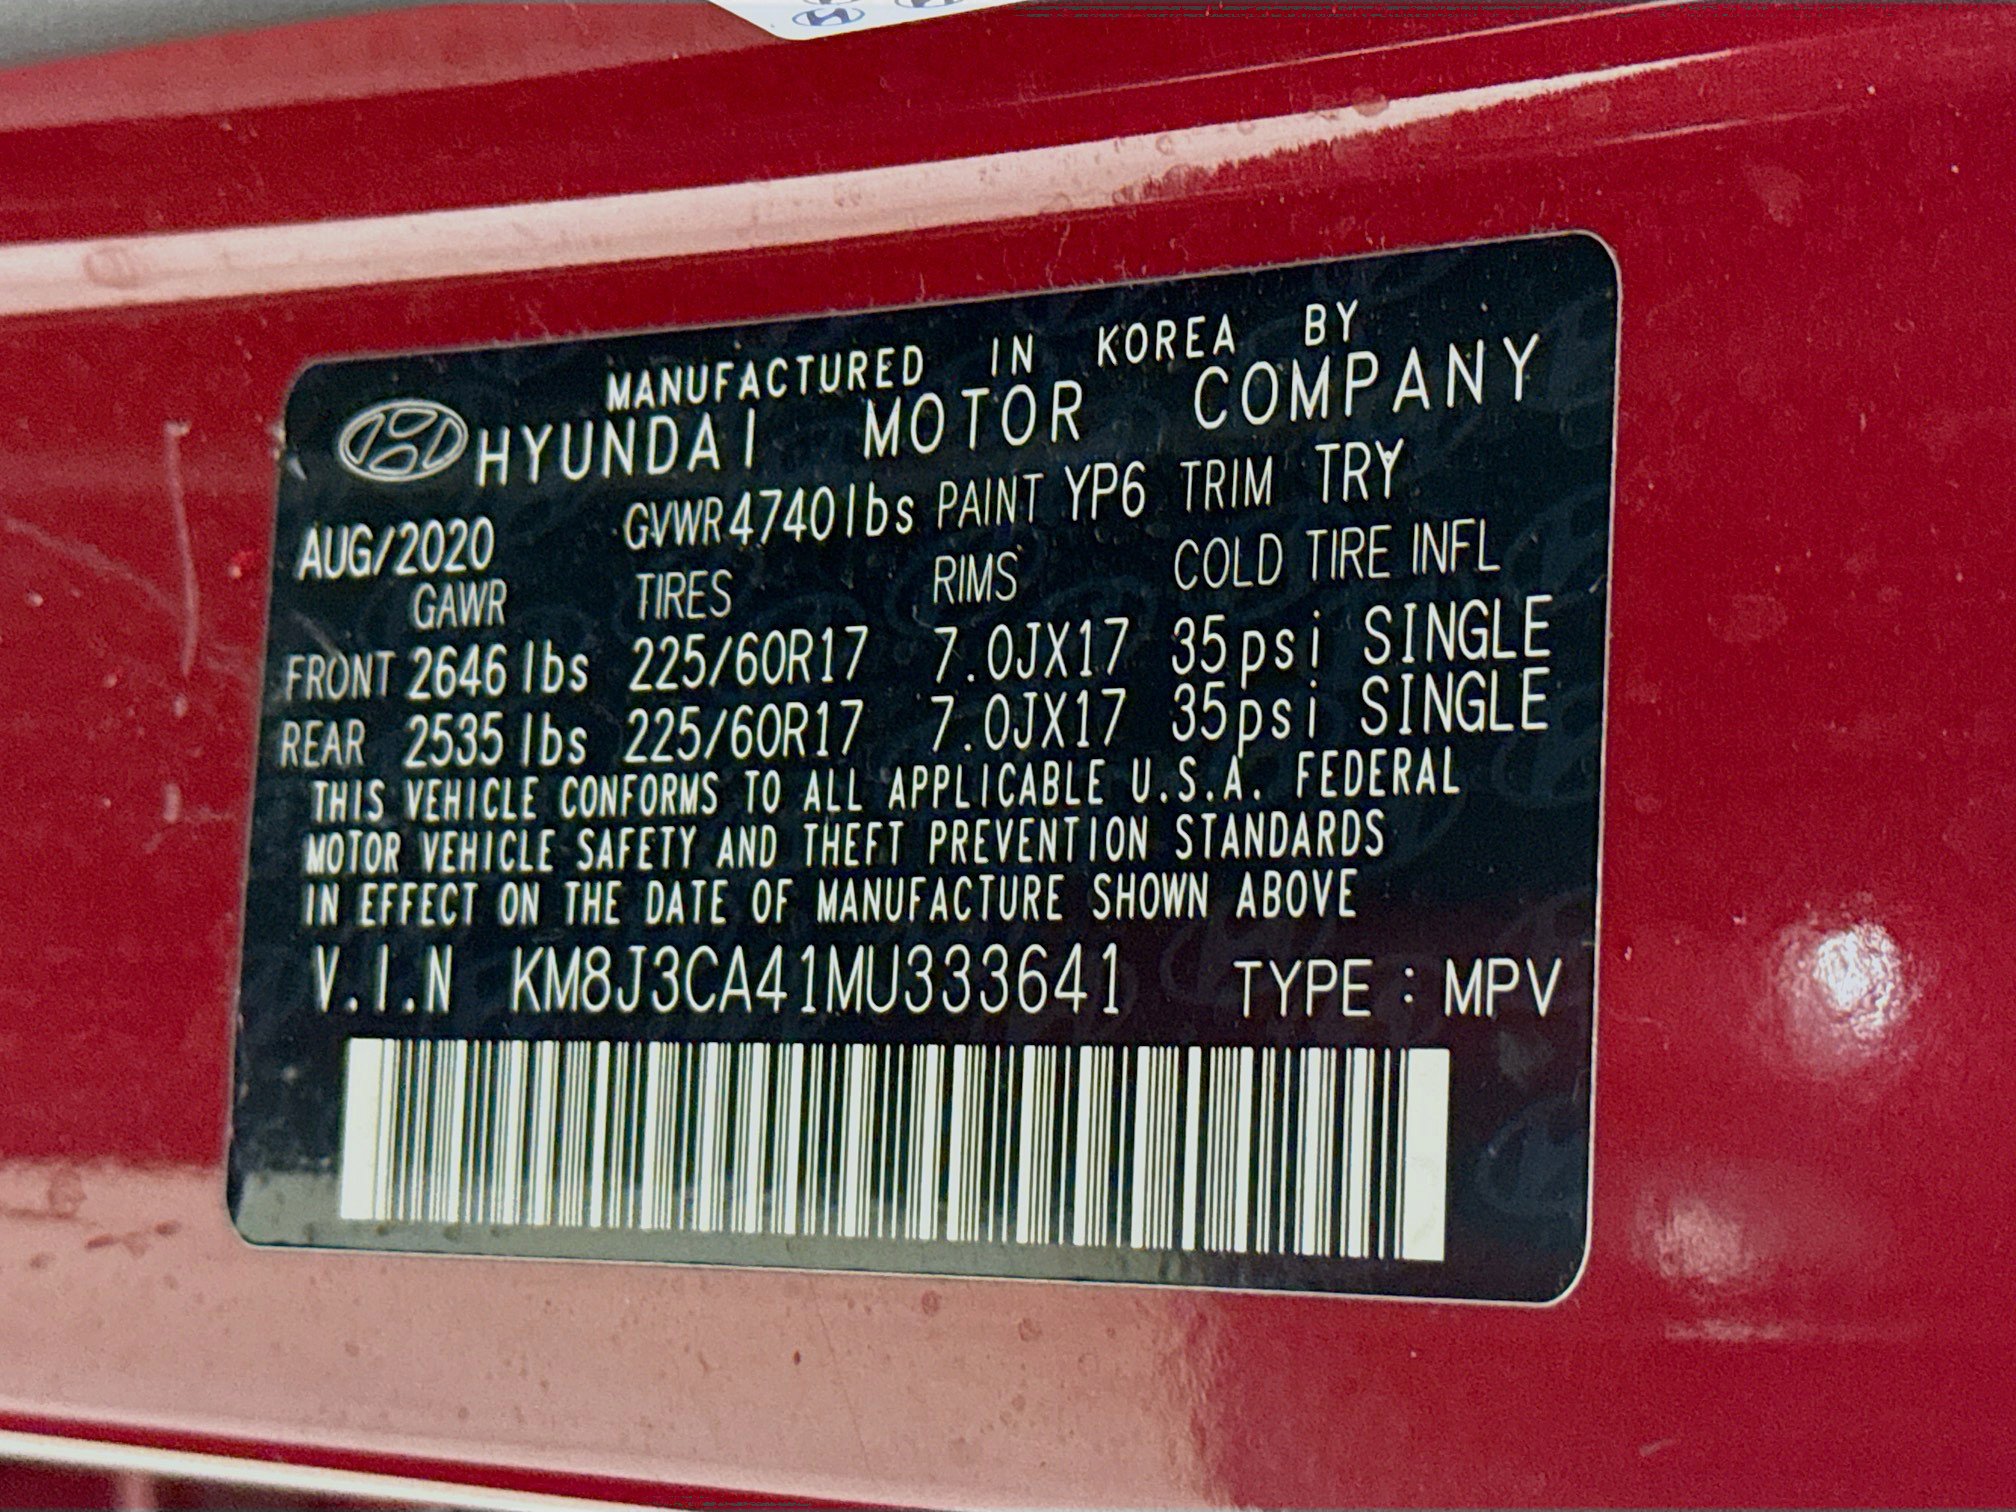 MANUFACTURED IN KOREA BY
HYUNDAI MOTOR COMPANY
AUG/2020 GVWR 4740lbs PAINT YP6 TRIM TRY
GAWR TIRES RIMS COLD TIRE INFL
FRONT 2646lbs 225/60R17 7.0JX17 35psi SINGLE
REAR 2535lbs 225/60R17 7.0JX17 35psi SINGLE
THIS VEHICLE CONFORMS TO ALL APPLICABLE U.S.A. FEDERAL
MOTOR VEHICLE SAFETY AND THEFT PREVENTION STANDARDS
IN EFFECT ON THE DATE OF MANUFACTURE SHOWN ABOVE
V.I.N KM8J3CA41MU333641 TYPE : MPV